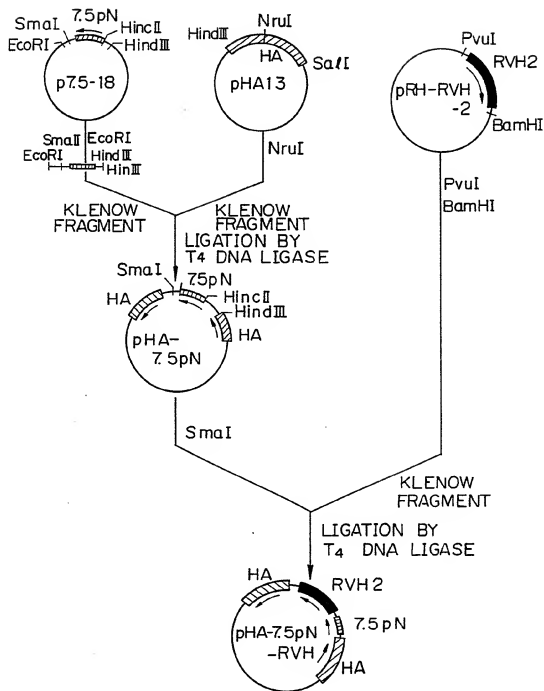 SmaI
7.5pN
HincII
EcoRI
HindIII
p7.5-18
SmaII
EcoRI
EcoRI
HindIII
HinIII
NruI
HindIII
HA
SalI
pHA13
NruI
PvuI
RVH2
pRH-RVH
-2
BamHI
PvuI
BamHI
KLENOW
FRAGMENT
KLENOW
FRAGMENT
LIGATION BY
T4 DNA LIGASE
SmaI
7.5pN
HA
HincII
HindIII
HA
pHA-
7.5pN
SmaI
KLENOW
FRAGMENT
LIGATION BY
T4 DNA LIGASE
HA
RVH2
7.5pN
pHA-7.5pN
-RVH
HA